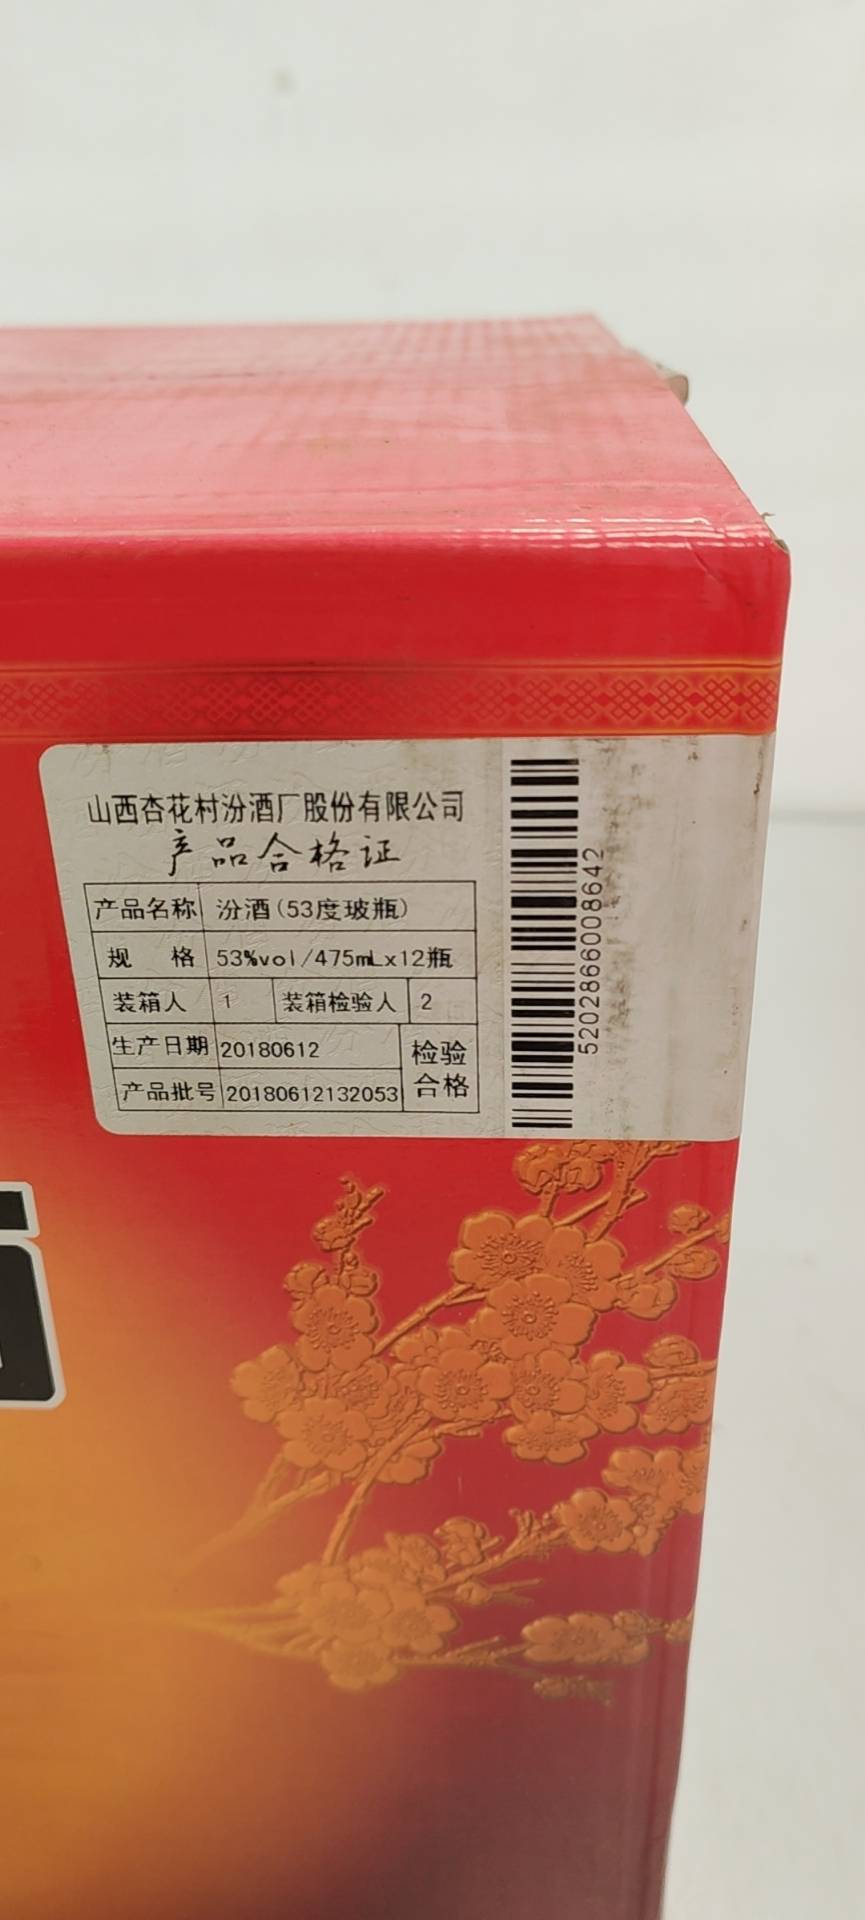 山西杏花村汾酒厂股份有限公司
产品合格证
产品名称 汾酒(53度玻瓶)
规 格 53%vol/475mLx12瓶
装箱人 1 装箱检验人 2
生产日期 20180612 检验
产品批号 20180612132053 合格
5202866008642